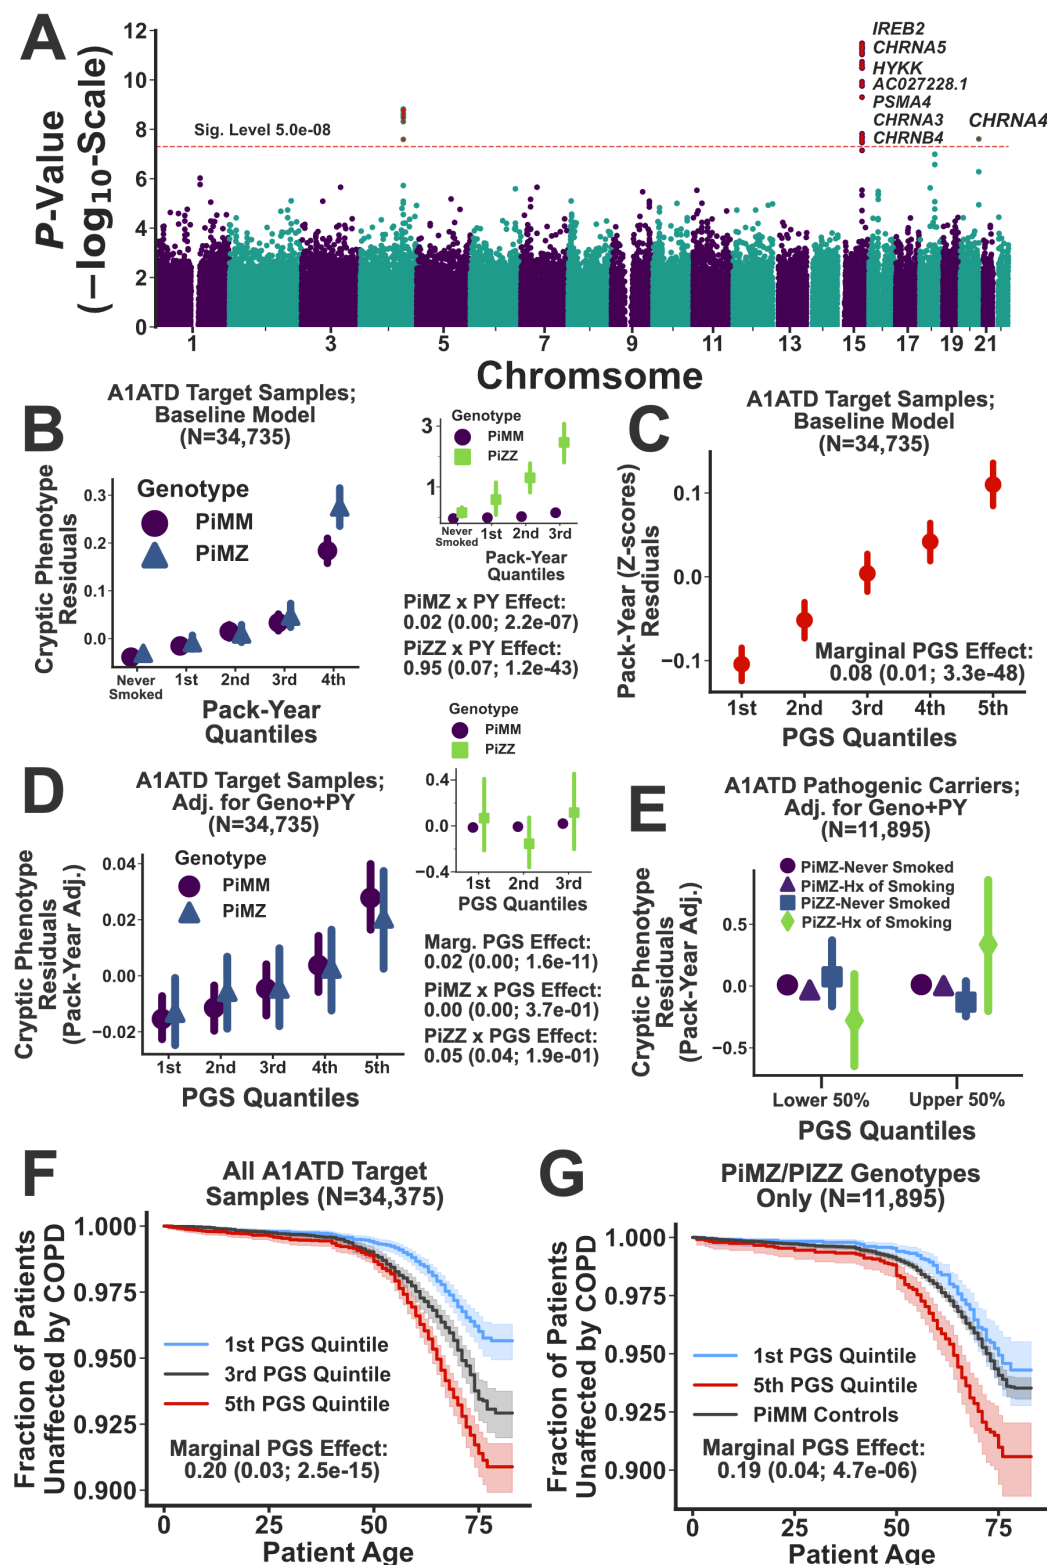 A
P-Value
(−log10-Scale)
12
10
8
6
4
2
0
Sig. Level 5.0e-08
IREB2
CHRNA5
HYKK
AC027228.1
PSMA4
CHRNA3
CHRNB4
CHRNA4
1 3 5 7 9 11 13 15 17 19 21
Chromsome
B
A1ATD Target Samples;
Baseline Model
(N=34,735)
Cryptic Phenotype
Residuals
0.3
0.2
0.1
0.0
Genotype
PiMM
PiMZ
Never
Smoked
1st 2nd 3rd 4th
Pack-Year
Quantiles
Genotype
PiMM
PiZZ
3
1
Never
Smoked
1st 2nd 3rd
Pack-Year
Quantiles
PiMZ x PY Effect:
0.02 (0.00; 2.2e-07)
PiZZ x PY Effect:
0.95 (0.07; 1.2e-43)
C
A1ATD Target Samples;
Baseline Model
(N=34,735)
Pack-Year (Z-scores)
Resdiuals
0.1
0.0
−0.1
Marginal PGS Effect:
0.08 (0.01; 3.3e-48)
1st 2nd 3rd 4th 5th
PGS Quantiles
D
A1ATD Target Samples;
Adj. for Geno+PY
(N=34,735)
Cryptic Phenotype
Residuals
(Pack-Year Adj.)
0.04
0.02
0.00
−0.02
Genotype
PiMM
PiMZ
1st 2nd 3rd 4th 5th
PGS Quantiles
Genotype
PiMM
PiZZ
0.4
0.0
−0.4
1st 2nd 3rd
PGS Quantiles
Marg. PGS Effect:
0.02 (0.00; 1.6e-11)
PiMZ x PGS Effect:
0.00 (0.00; 3.7e-01)
PiZZ x PGS Effect:
0.05 (0.04; 1.9e-01)
E
A1ATD Pathogenic Carriers;
Adj. for Geno+PY
(N=11,895)
Cryptic Phenotype
Residuals
(Pack-Year Adj.)
PiMZ-Never Smoked
PiMZ-Hx of Smoking
PiZZ-Never Smoked
PiZZ-Hx of Smoking
0.5
0.0
−0.5
Lower 50% Upper 50%
PGS Quantiles
F
All A1ATD Target
Samples (N=34,375)
Fraction of Patients
Unaffected by COPD
1.000
0.975
0.950
0.925
0.900
1st PGS Quintile
3rd PGS Quintile
5th PGS Quintile
Marginal PGS Effect:
0.20 (0.03; 2.5e-15)
0 25 50 75
Patient Age
G
PiMZ/PIZZ Genotypes
Only (N=11,895)
Fraction of Patients
Unaffected by COPD
1.000
0.975
0.950
0.925
0.900
1st PGS Quintile
5th PGS Quintile
PiMM Controls
Marginal PGS Effect:
0.19 (0.04; 4.7e-06)
0 25 50 75
Patient Age